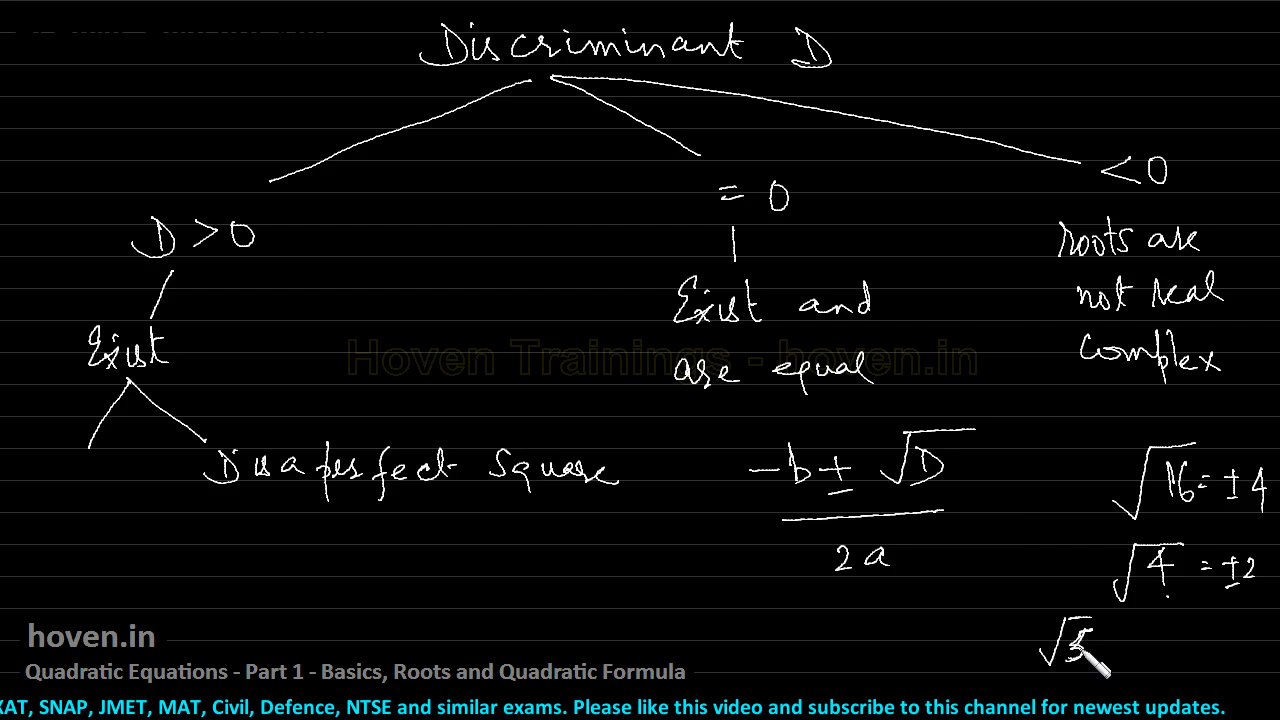 Discriminant D
D > 0
= 0
< 0
Exist
Exist and
are equal
roots are
not real
complex
D is a perfect square
-b ± √D
2a
√16 = ±4
√4 = ±2
√5
Hoven Trainings - hoven.in
hoven.in
Quadratic Equations - Part 1 - Basics, Roots and Quadratic Formula
XAT, SNAP, JMET, MAT, Civil, Defence, NTSE and similar exams. Please like this video and subscribe to this channel for newest updates.